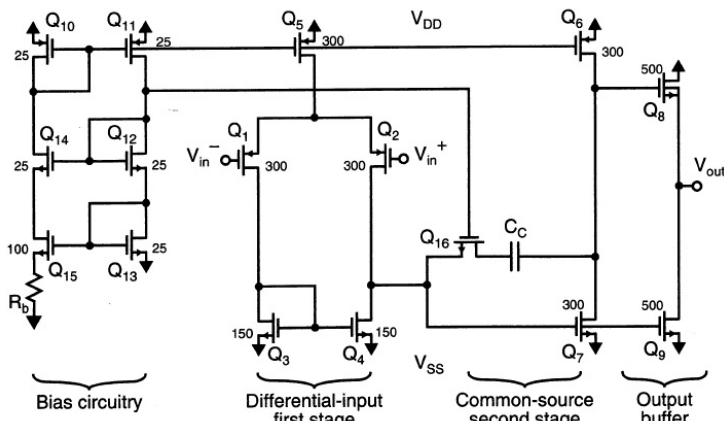 Q10 Q11 Q5 VDD Q6
25 25 300 300
500
Q14 Q12 Q1 Q2 Q8
Vin- Vin+
25 25 300 300 Vout
Q16 CC
100 25
Q15 Q13
Rb 300 500
150 150
Q3 Q4 Q7 Q9
VSS
Bias circuitry Differential-input Common-source Output
first stage second stage buffer